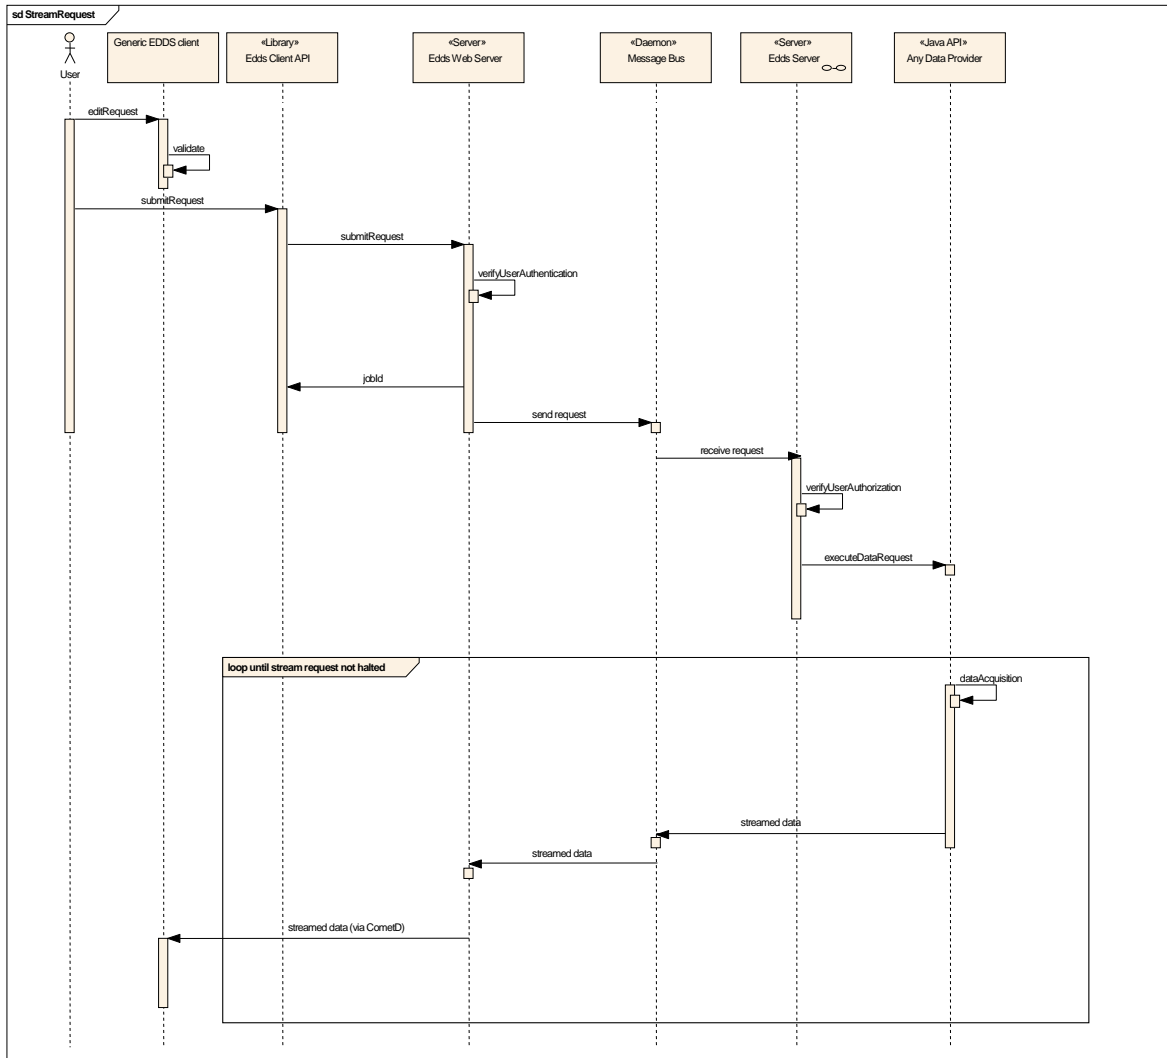 sd StreamRequest
User
Generic EDDS client
«Library»
Edds Client API
«Server»
Edds Web Server
«Daemon»
Message Bus
«Server»
Edds Server
«Java API»
Any Data Provider
editRequest
validate
submitRequest
submitRequest
verifyUserAuthentication
jobId
send request
receive request
verifyUserAuthorization
executeDataRequest
loop until stream request not halted
dataAcquisition
streamed data
streamed data
streamed data (via CometD)